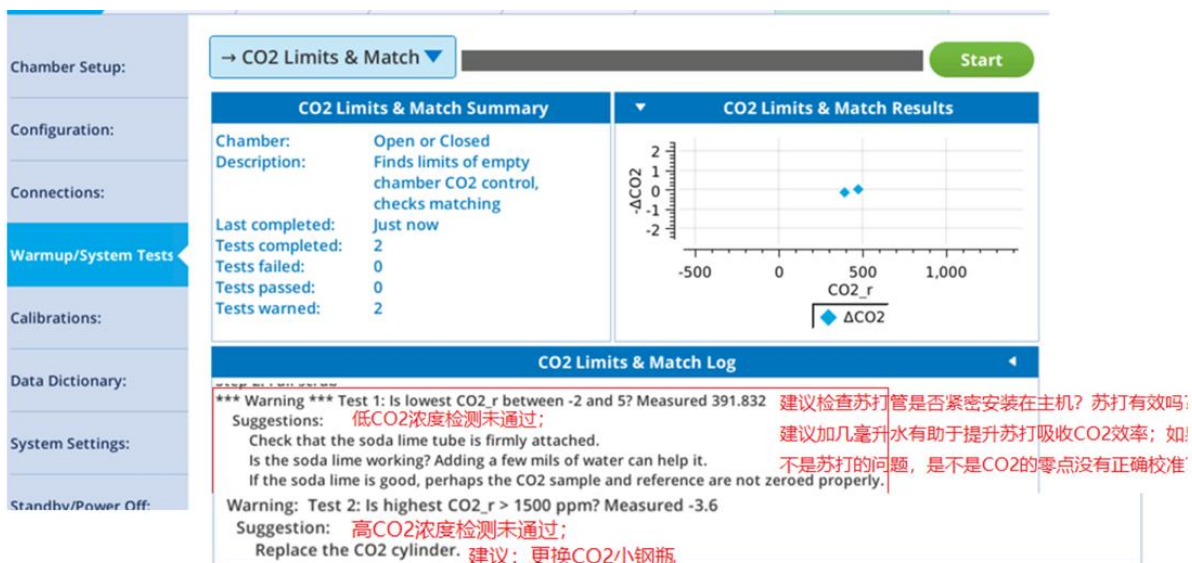 Chamber Setup:
Configuration:
Connections:
Warmup/System Tests
Calibrations:
Data Dictionary:
System Settings:
Standby/Power Off:
→ CO2 Limits & Match
Start
CO2 Limits & Match Summary
Chamber: Open or Closed
Description: Finds limits of empty
chamber CO2 control,
checks matching
Last completed: Just now
Tests completed: 2
Tests failed: 0
Tests passed: 0
Tests warned: 2
CO2 Limits & Match Results
-ΔCO2
2
1
0
-1
-2
-500 0 500 1,000
CO2_r
ΔCO2
CO2 Limits & Match Log
Step 2: Full scrub
*** Warning *** Test 1: Is lowest CO2_r between -2 and 5? Measured 391.832
Suggestions: 低CO2浓度检测未通过;
Check that the soda lime tube is firmly attached.
Is the soda lime working? Adding a few mils of water can help it.
If the soda lime is good, perhaps the CO2 sample and reference are not zeroed properly.
建议检查苏打管是否紧密安装在主机?苏打有效吗?
建议加几毫升水有助于提升苏打吸收CO2效率;如
不是苏打的问题,是不是CO2的零点没有正确校准
Warning: Test 2: Is highest CO2_r > 1500 ppm? Measured -3.6
Suggestion: 高CO2浓度检测未通过;
Replace the CO2 cylinder. 建议:更换CO2小钢瓶